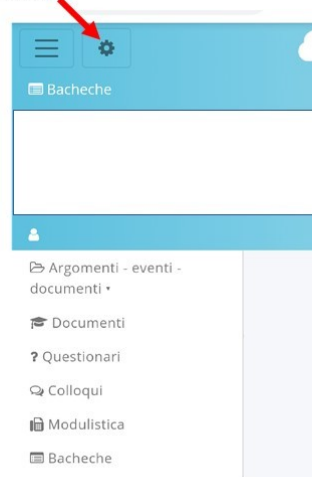 Bacheche
Argomenti - eventi -
documenti •
Documenti
? Questionari
Colloqui
Modulistica
Bacheche